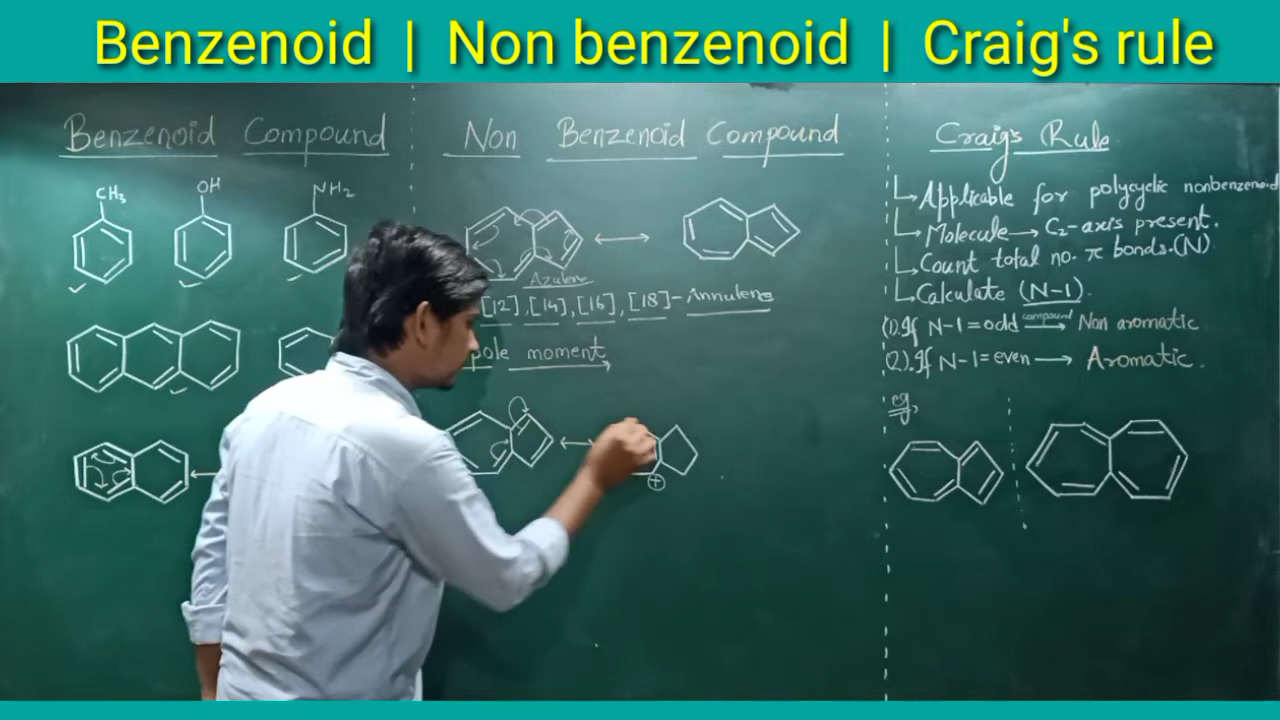 Benzenoid | Non benzenoid | Craig's rule
Benzenoid Compound
CH3
OH
NH2
Non Benzenoid Compound
Azulene
[12], [14], [16], [18]-Annulene
pole moment
+
Craig's Rule
Applicable for polycyclic nonbenzenoid
Molecule → C2-axis present.
Count total no. π bonds.(N)
Calculate (N-1).
(1).If N-1=odd compound→ Non aromatic
(2).If N-1=even → Aromatic.
eg,